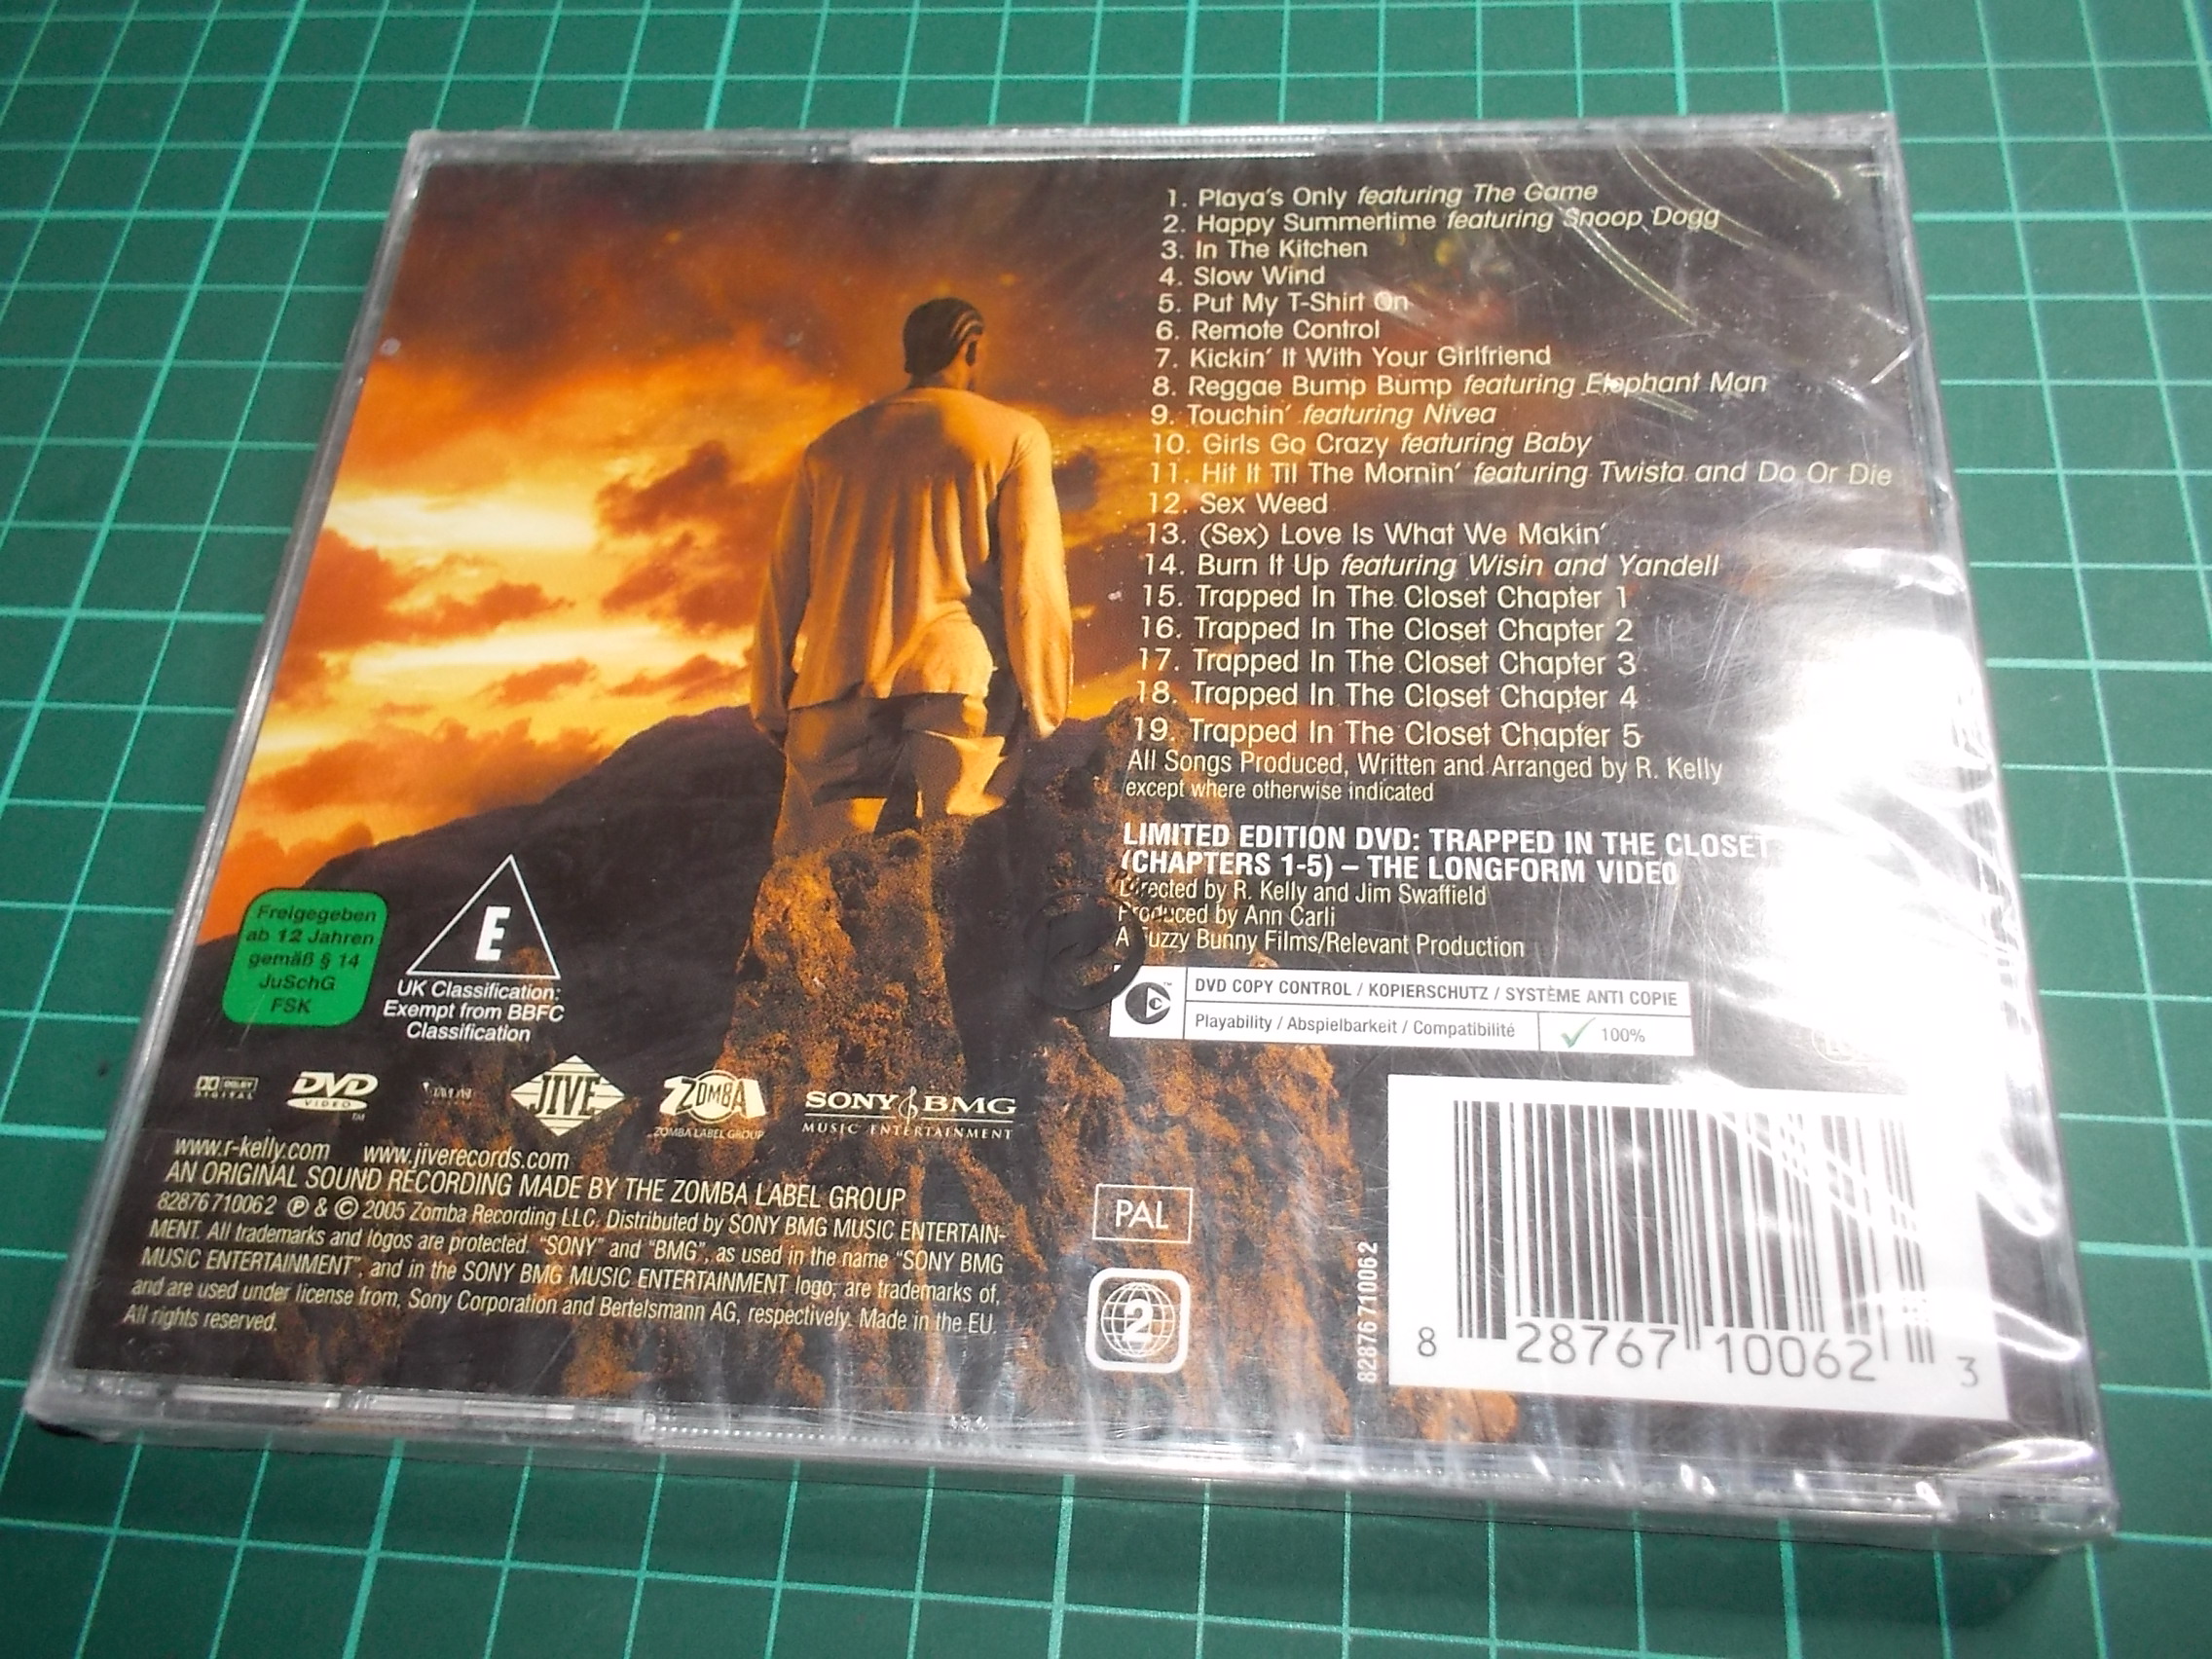 1. Playa's Only featuring The Game
2. Happy Summertime featuring Snoop Dogg
3. In The Kitchen
4. Slow Wind
5. Put My T-Shirt On
6. Remote Control
7. Kickin' It With Your Girlfriend
8. Reggae Bump Bump featuring Elephant Man
9. Touchin' featuring Nivea
10. Girls Go Crazy featuring Baby
11. Hit It Til The Mornin' featuring Twista and Do Or Die
12. Sex Weed
13. (Sex) Love Is What We Makin'
14. Burn It Up featuring Wisin and Yandell
15. Trapped In The Closet Chapter 1
16. Trapped In The Closet Chapter 2
17. Trapped In The Closet Chapter 3
18. Trapped In The Closet Chapter 4
19. Trapped In The Closet Chapter 5
All Songs Produced, Written and Arranged by R. Kelly
except where otherwise indicated
LIMITED EDITION DVD: TRAPPED IN THE CLOSET
(CHAPTERS 1-5) – THE LONGFORM VIDEO
Directed by R. Kelly and Jim Swaffield
Produced by Ann Carli
A Fuzzy Bunny Films/Relevant Production
DVD COPY CONTROL / KOPIERSCHUTZ / SYSTÈME ANTI COPIE
Playability / Abspielbarkeit / Compatibilité 100%
Freigegeben
ab 12 Jahren
gemäß § 14
JuSchG
FSK
E
UK Classification:
Exempt from BBFC
Classification
DOLBY
DIGITAL
DVD
VIDEO
TM
JIVE
ZOMBA
ZOMBA LABEL GROUP
SONY BMG
MUSIC ENTERTAINMENT
www.r-kelly.com www.jiverecords.com
AN ORIGINAL SOUND RECORDING MADE BY THE ZOMBA LABEL GROUP
82876710062 ℗ & © 2005 Zomba Recording LLC. Distributed by SONY BMG MUSIC ENTERTAIN-
MENT. All trademarks and logos are protected. "SONY" and "BMG", as used in the name "SONY BMG
MUSIC ENTERTAINMENT", and in the SONY BMG MUSIC ENTERTAINMENT logo, are trademarks of,
and are used under license from, Sony Corporation and Bertelsmann AG, respectively. Made in the EU.
All rights reserved.
PAL
2
82876710062
8 28767 10062 3